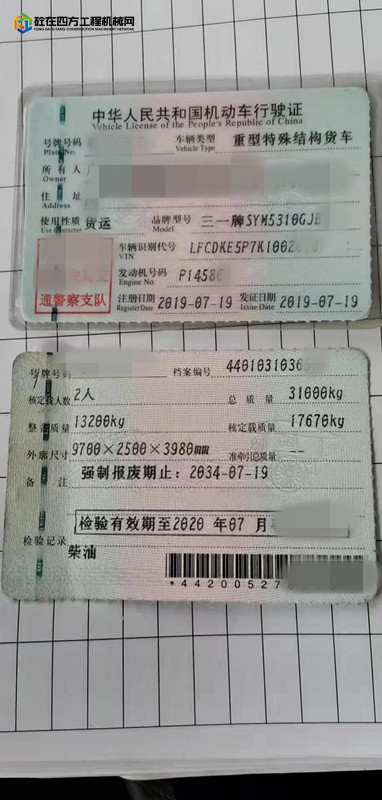 砼在四方工程机械网
TONG ZAI SI FANG CONSTRUCTION MACHINERY NETWORK
中华人民共和国机动车行驶证
Vehicle License of the People's Republic of China
号牌号码 车辆类型 重型特殊结构货车
Plate No. Vehicle Type
所有人
Owner
住址
Address
使用性质 货运 品牌型号 三一牌SYM5310GJB
Use Character Model
车辆识别代号 LFCDKE5P7K1002
VIN
发动机号码 P14586
Engine No.
通警察支队
注册日期 2019-07-19 发证日期 2019-07-19
Register Date Issue Date
号牌号码 档案编号 4401031036
核定载人数 2人 总质量 31000kg
整备质量 13200kg 核定载质量 17670kg
外廓尺寸 9700×2500×3980mm 准牵引总质量 --
备注 强制报废期止:2034-07-19
检验有效期至2020 年07 月
检验记录
柴油
*44200527